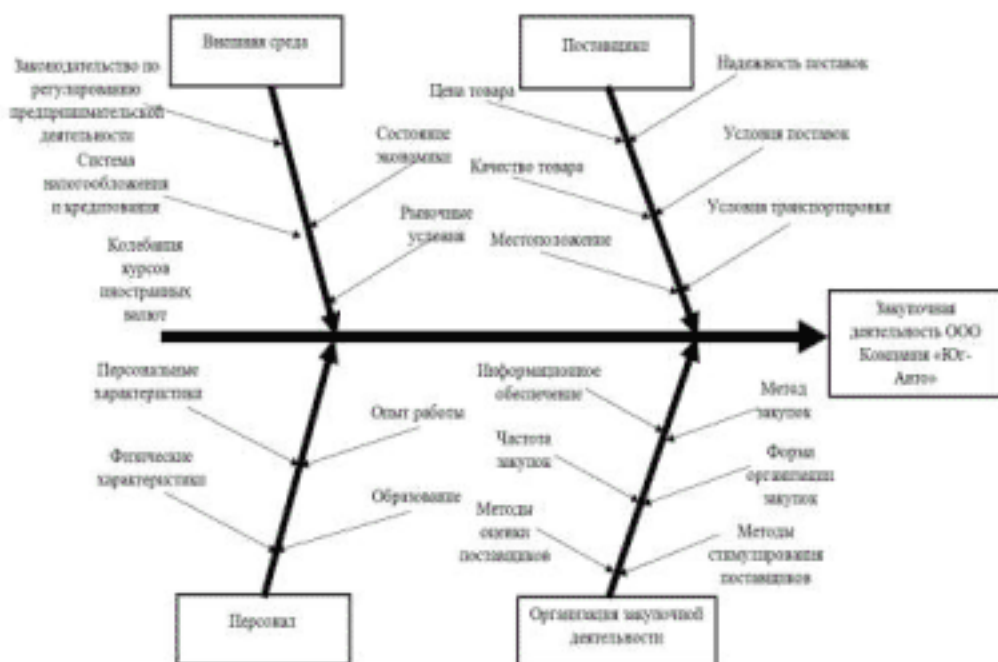 Внешняя среда
Поставщики
Законодательство по
регулированию
предпринимательской
деятельности
Система
налогообложения
и кредитования
Колебания
курсов
иностранных
валют
Состояние
экономики
Рыночные
условия
Цена товара
Качество товара
Местоположение
Надежность поставок
Условия поставок
Условия транспортировки
Закупочная
деятельность ООО
Компания «Юг-
Авто»
Персональные
характеристики
Физические
характеристики
Опыт работы
Образование
Информационное
обеспечение
Частота
закупок
Методы
оценки
поставщиков
Метод
закупок
Форма
организации
закупок
Методы
стимулирования
поставщиков
Персонал
Организация закупочной
деятельности